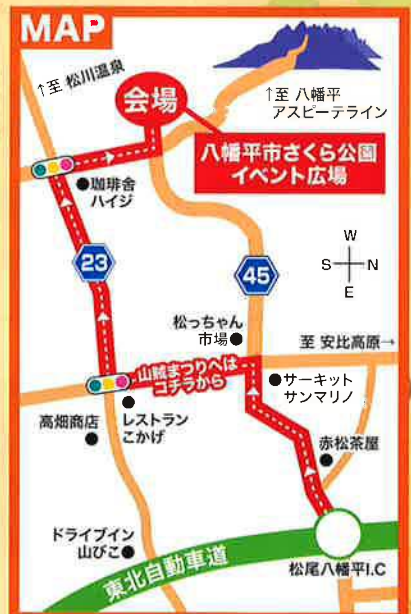 MAP
↑至 松川温泉
会場
↑至 八幡平
アスピーテライン
八幡平市さくら公園
イベント広場
●珈琲舎
ハイジ
23
45
W
S N
E
松っちゃん
市場●
至 安比高原→
山賊まつりへは
コチラから
●サーキット
サンマリノ
高畑商店
●
●
レストラン
こかげ
赤松茶屋
●
ドライブイン
山びこ●
東北自動車道
松尾八幡平I.C